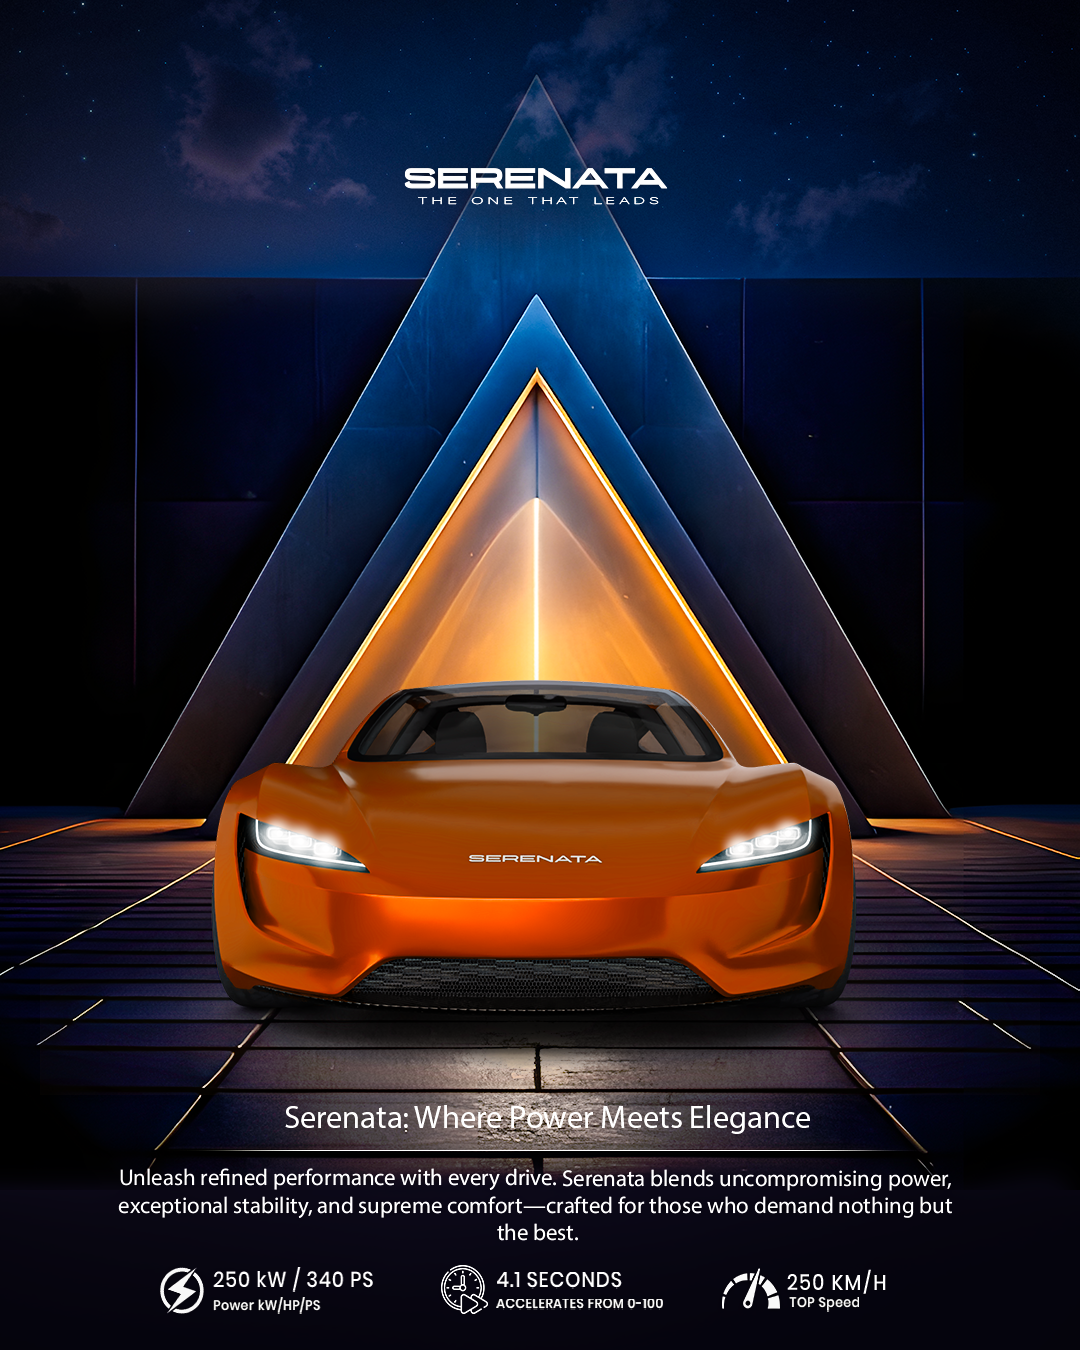 SERENATA
THE ONE THAT LEADS
SERENATA
Serenata: Where Power Meets Elegance
Unleash refined performance with every drive. Serenata blends uncompromising power,
exceptional stability, and supreme comfort—crafted for those who demand nothing but
the best.
250 kW / 340 PS
Power kW/HP/PS
4.1 SECONDS
ACCELERATES FROM 0-100
250 KM/H
TOP Speed